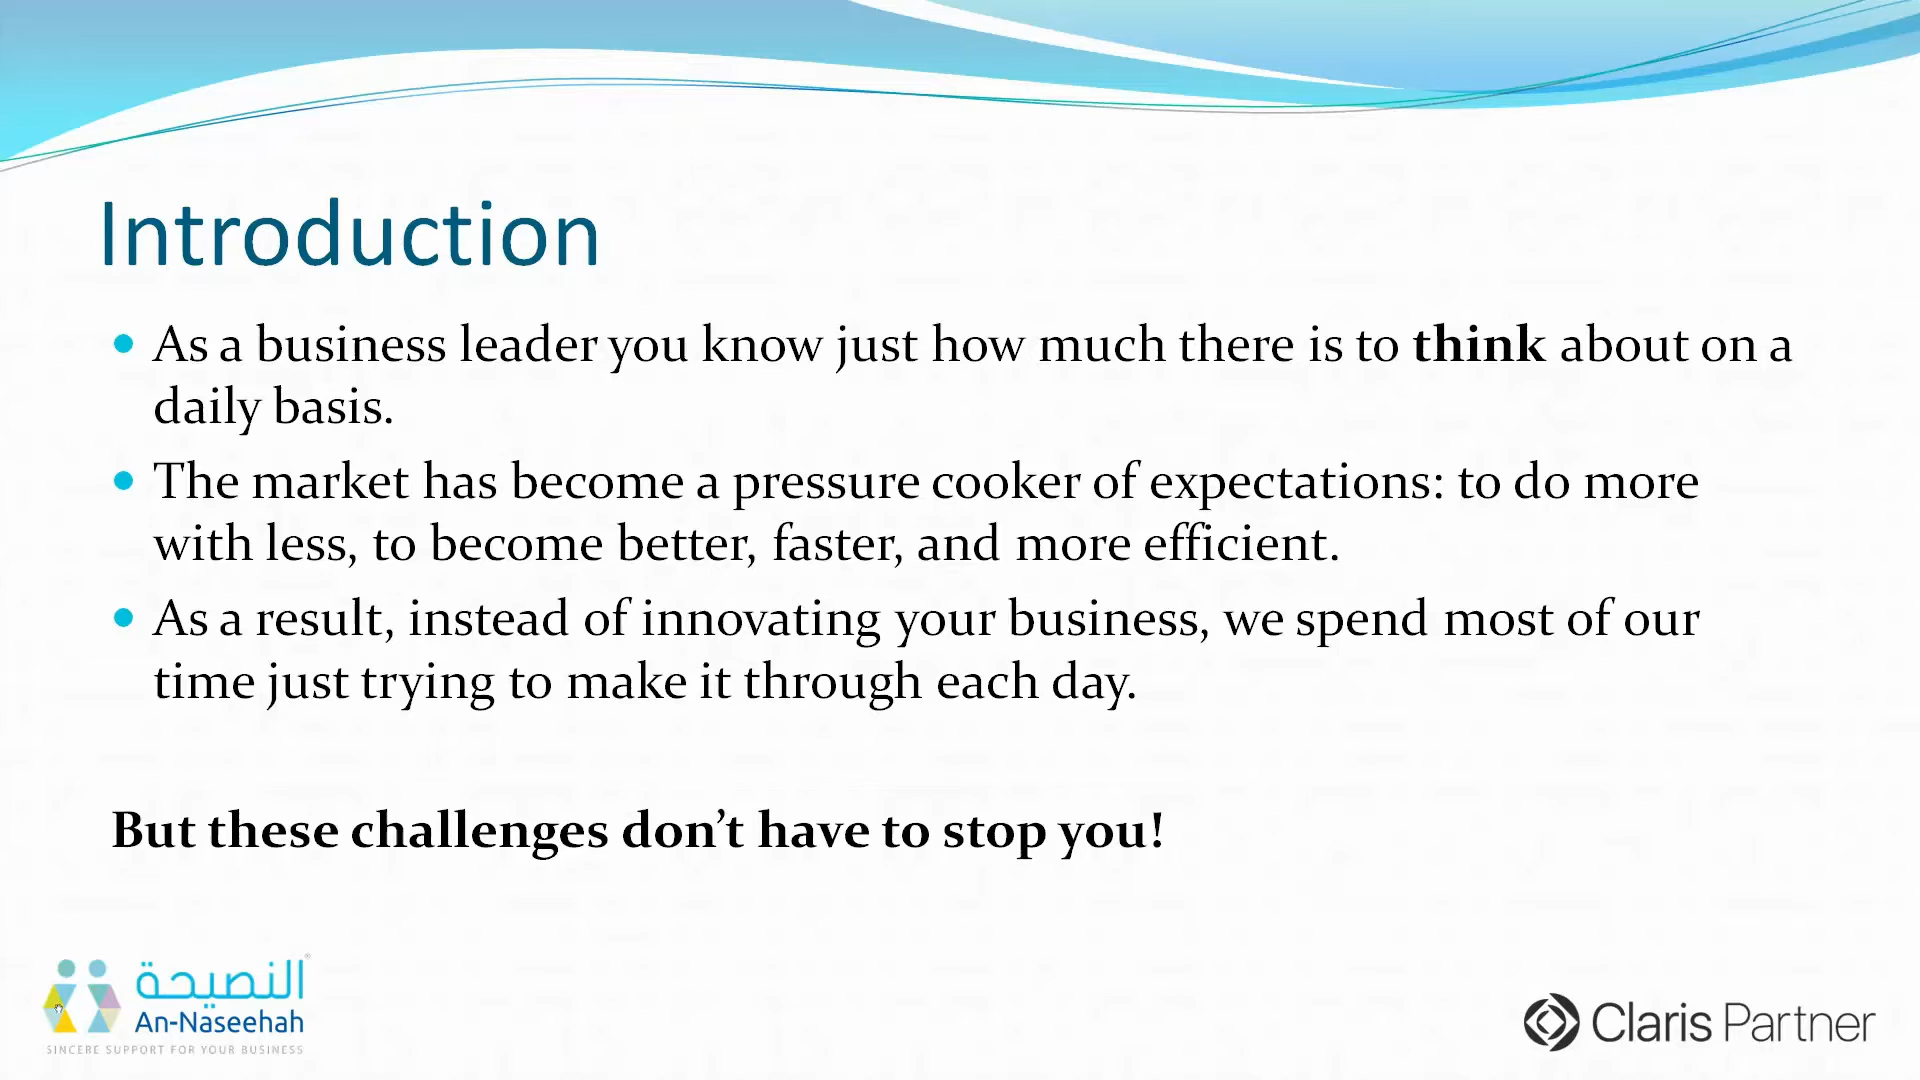 Introduction
• As a business leader you know just how much there is to think about on a
daily basis.
• The market has become a pressure cooker of expectations: to do more
with less, to become better, faster, and more efficient.
• As a result, instead of innovating your business, we spend most of our
time just trying to make it through each day.
But these challenges don’t have to stop you!
النصيحة
An-Naseehah
SINCERE SUPPORT FOR YOUR BUSINESS
Claris Partner